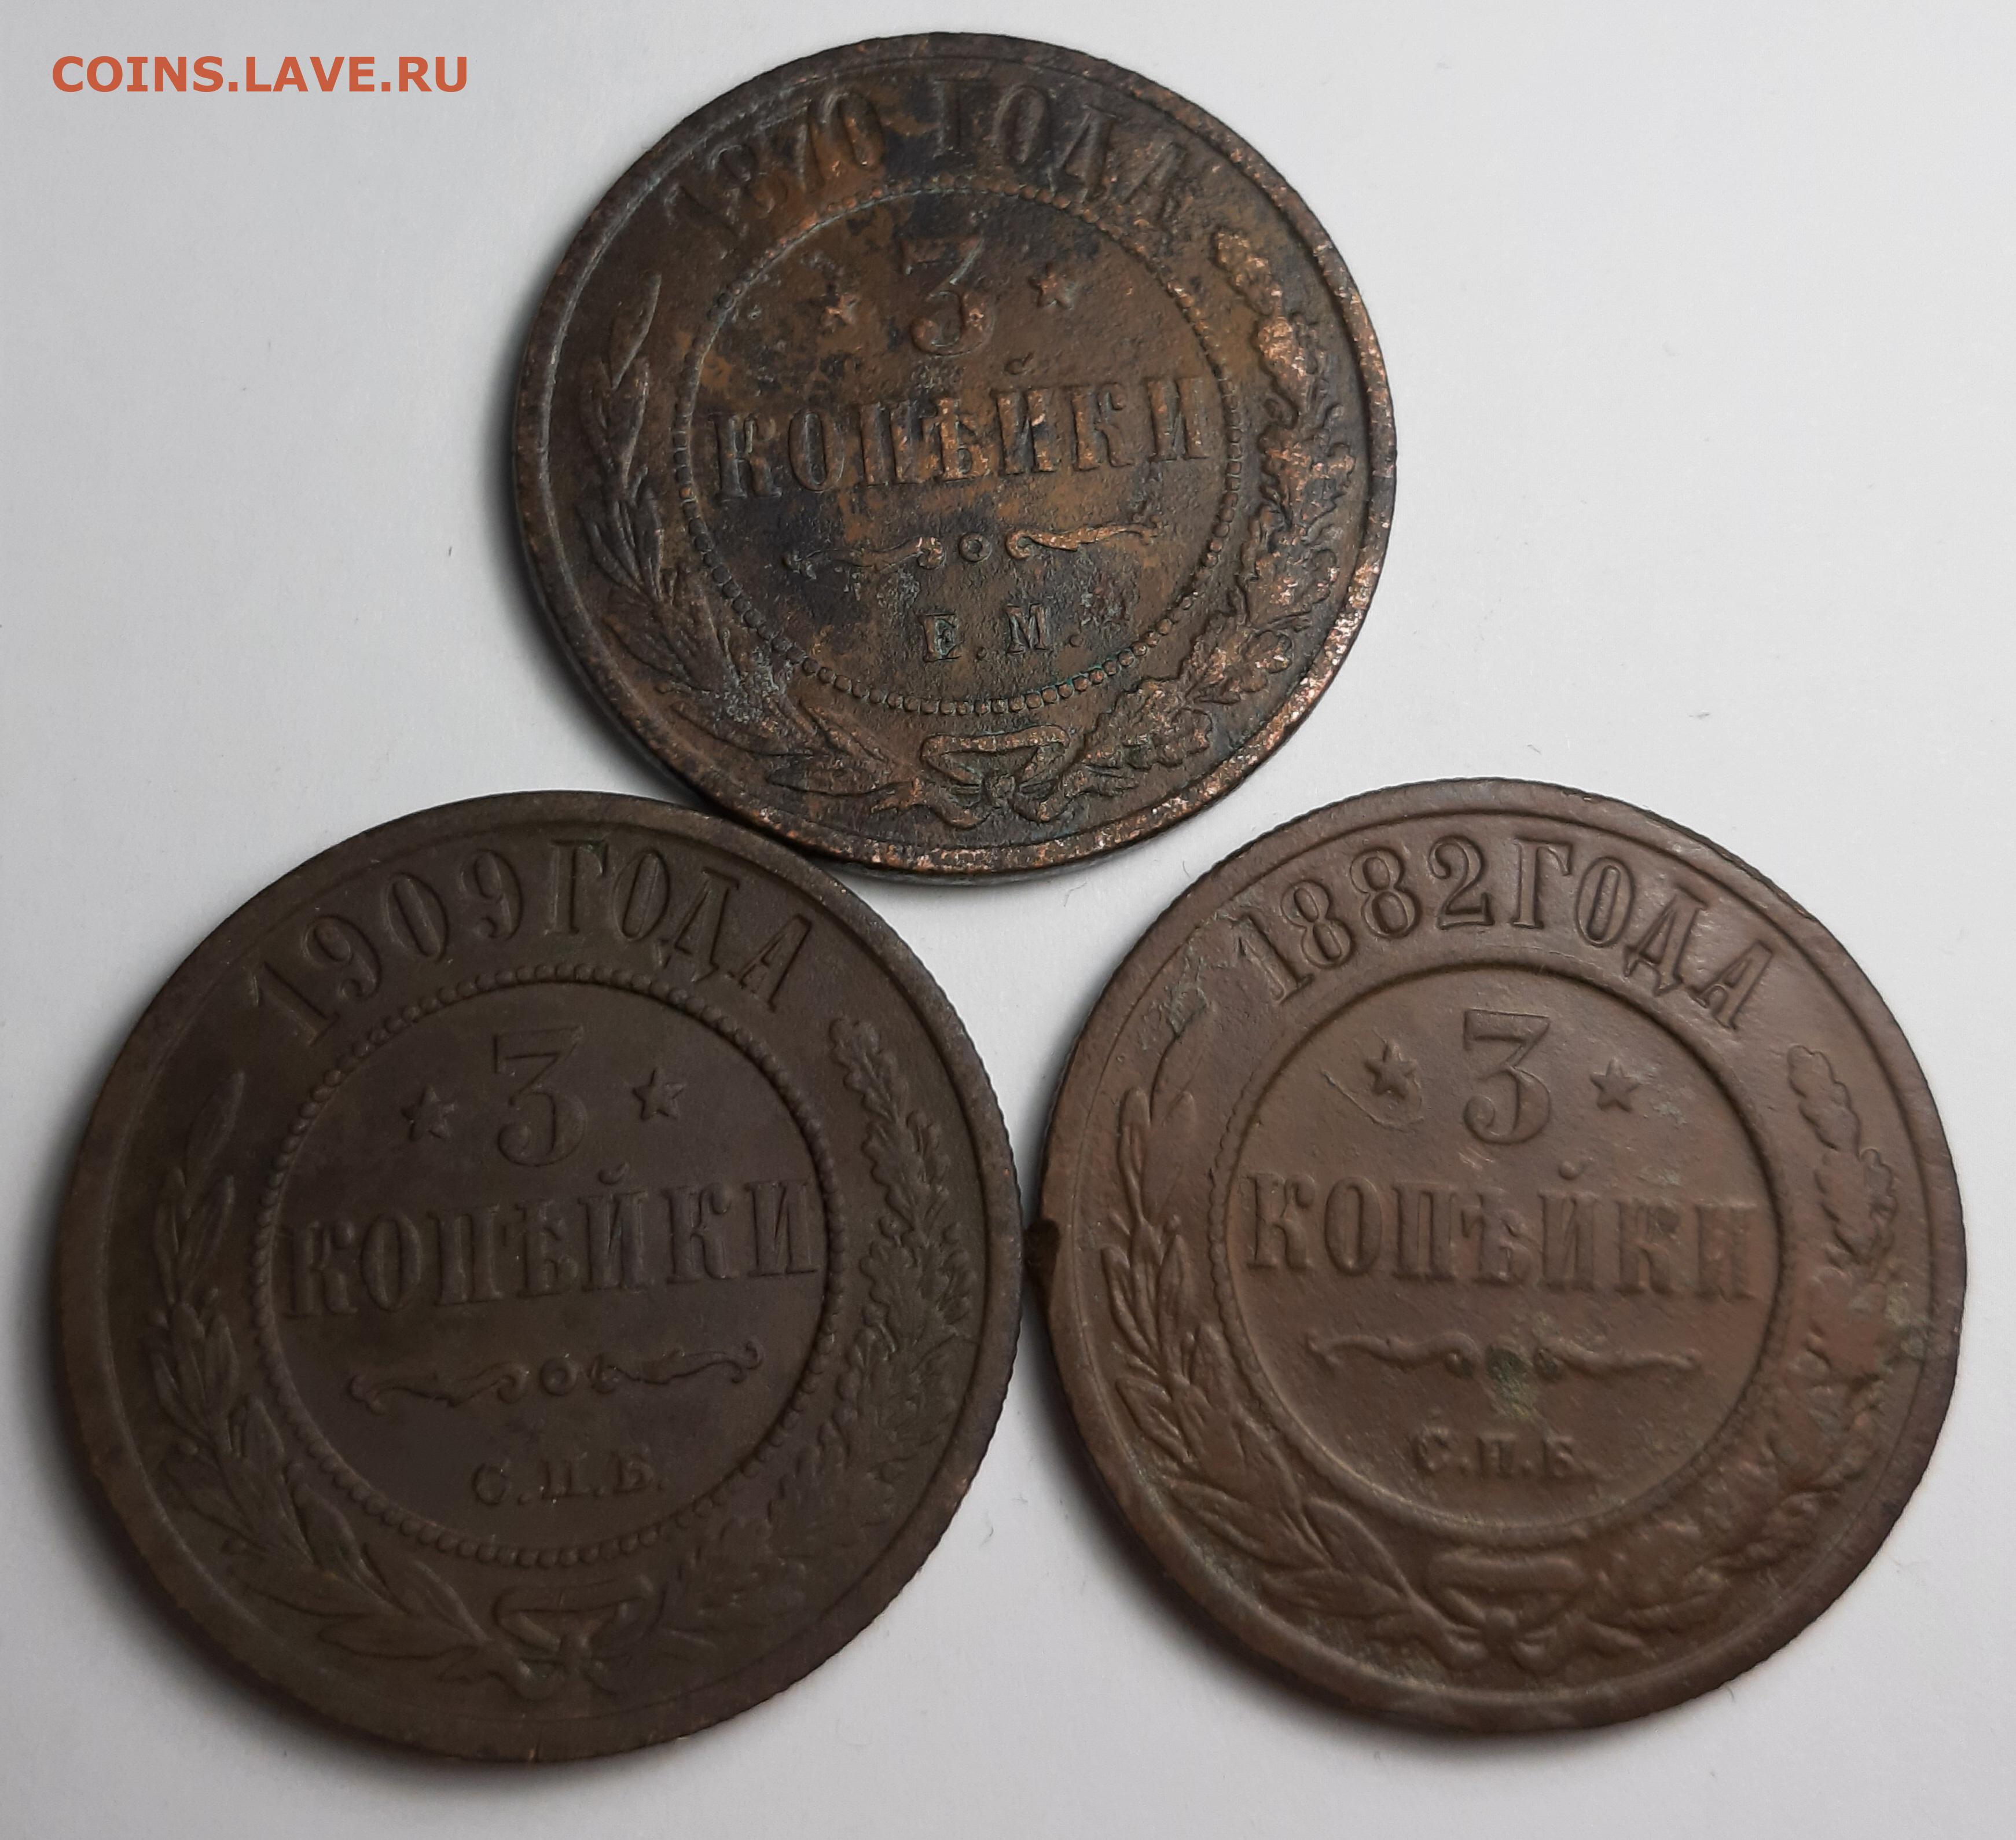 COINS.LAVE.RU
1870 ГОДА
3
КОПѢЙКИ
Е.М.
1909 ГОДА
3
КОПѢЙКИ
С.П.Б.
1882 ГОДА
3
КОПѢЙКИ
С.П.Б.